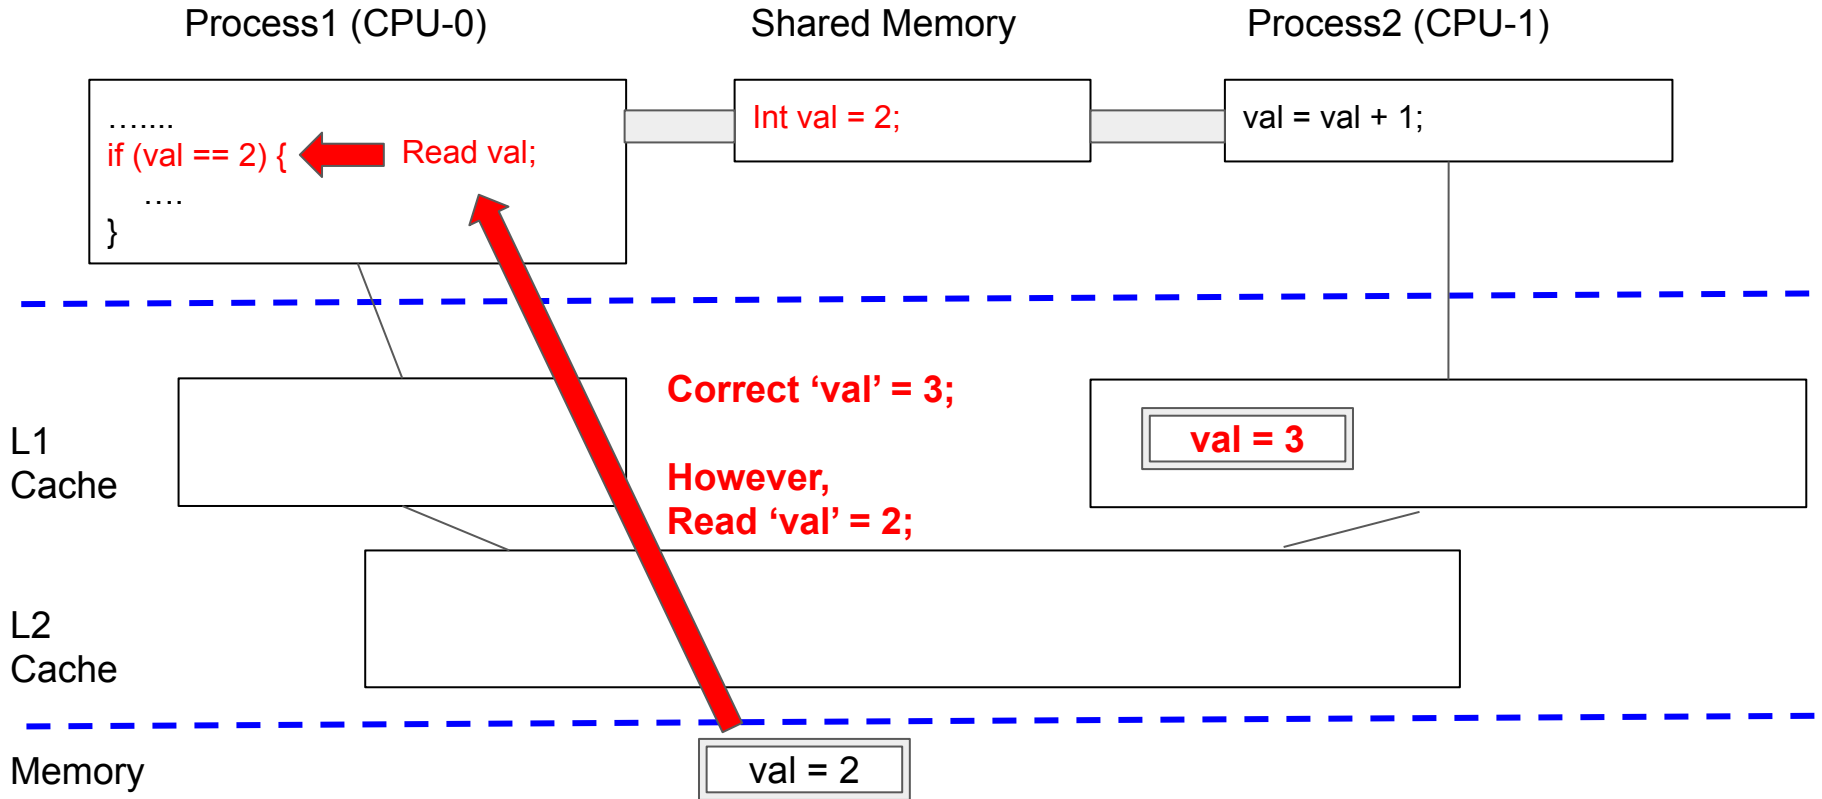 Process1 (CPU-0)
Shared Memory
Process2 (CPU-1)
…....
if (val == 2) {
Read val;
….
}
Int val = 2;
val = val + 1;
Correct ‘val’ = 3;
However,
Read ‘val’ = 2;
L1
Cache
val = 3
L2
Cache
Memory
val = 2